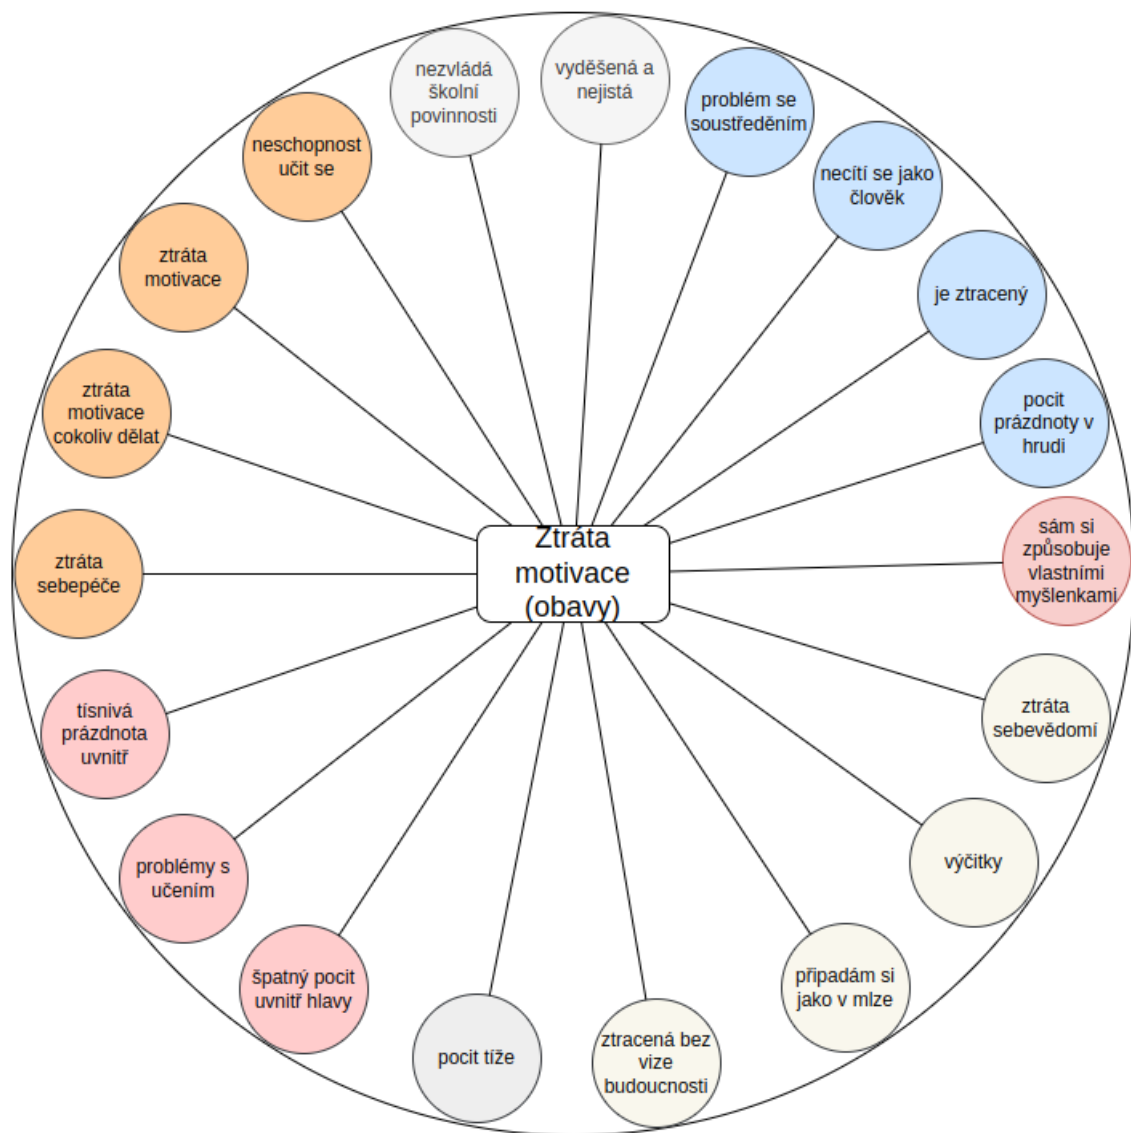 nezvládá
školní
povinnosti
vyděšená a
nejistá
problém se
soustředěním
necítí se jako
člověk
je ztracený
pocit
prázdnoty v
hrudi
sám si
způsobuje
vlastními
myšlenkami
ztráta
sebevědomí
výčitky
připadám si
jako v mlze
ztracená bez
vize
budoucnosti
pocit tíže
špatný pocit
uvnitř hlavy
problémy s
učením
tísnivá
prázdnota
uvnitř
ztráta
sebepéče
ztráta
motivace
cokoliv dělat
ztráta
motivace
neschopnost
učit se
Ztráta
motivace
(obavy)